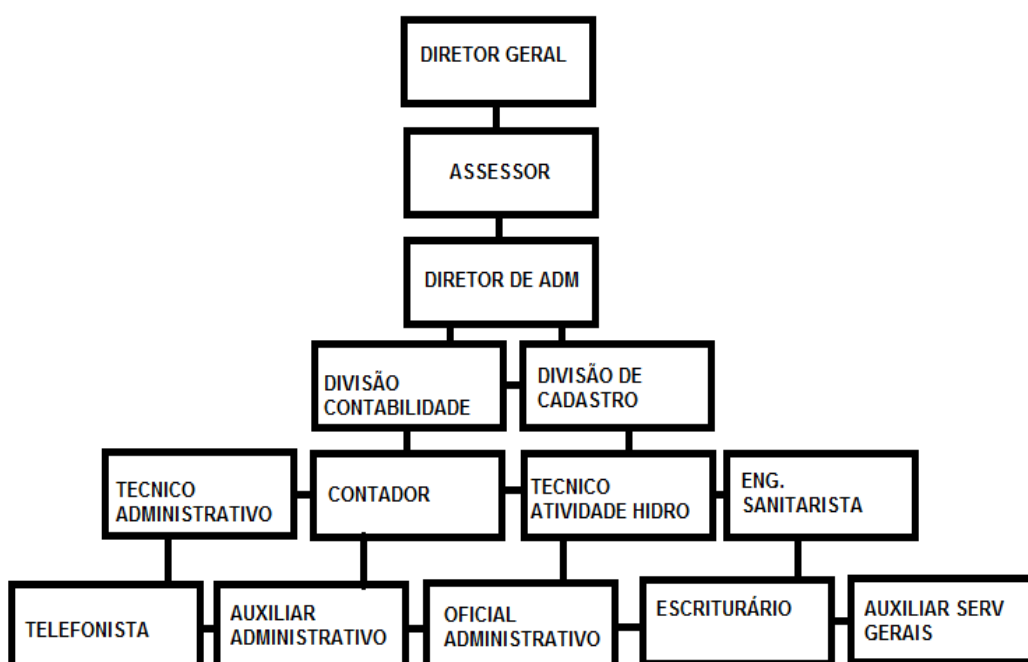 DIRETOR GERAL
ASSESSOR
DIRETOR DE ADM
DIVISÃO
CONTABILIDADE
DIVISÃO DE
CADASTRO
TECNICO
ADMINISTRATIVO
CONTADOR
TECNICO
ATIVIDADE HIDRO
ENG.
SANITARISTA
TELEFONISTA
AUXILIAR
ADMINISTRATIVO
OFICIAL
ADMINISTRATIVO
ESCRITURÁRIO
AUXILIAR SERV
GERAIS